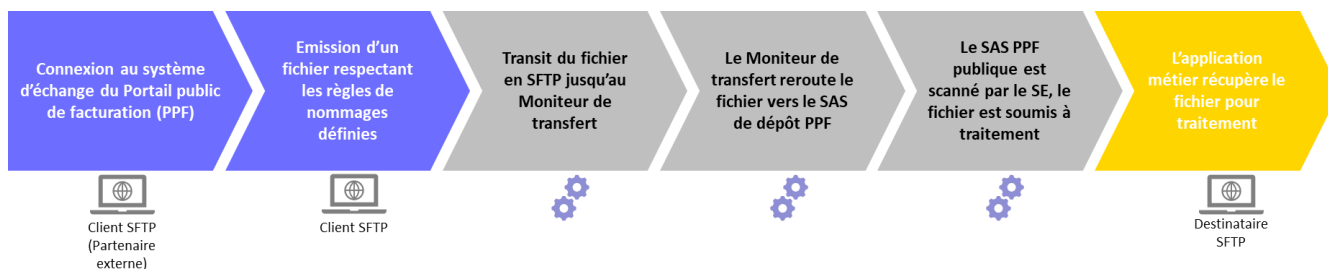 Connexion au système
d'échange du Portail public
de facturation (PPF)
Emission d'un
fichier respectant
les règles de
nommages
définies
Transit du fichier
en SFTP jusqu'au
Moniteur de
transfert
Le Moniteur de
transfert reroute le
fichier vers le SAS
de dépôt PPF
Le SAS PPF
publique est
scanné par le SE, le
fichier est soumis à
traitement
L'application
métier récupère le
fichier pour
traitement
Client SFTP
(Partenaire
externe)
Client SFTP
Destinataire
SFTP